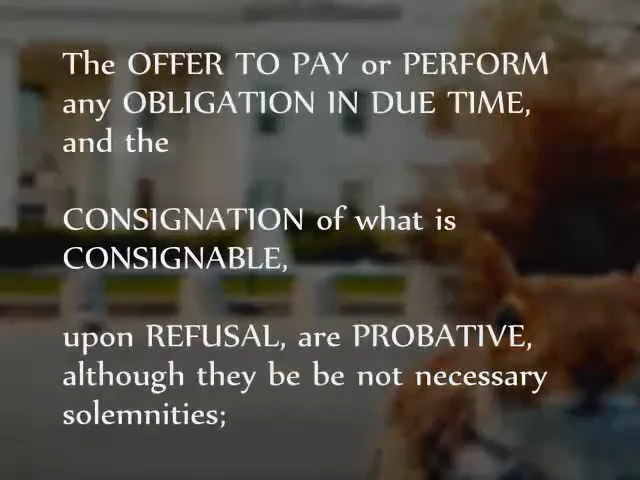 The OFFER TO PAY or PERFORM
any OBLIGATION IN DUE TIME,
and the
CONSIGNATION of what is
CONSIGNABLE,
upon REFUSAL, are PROBATIVE,
although they be be not necessary
solemnities;